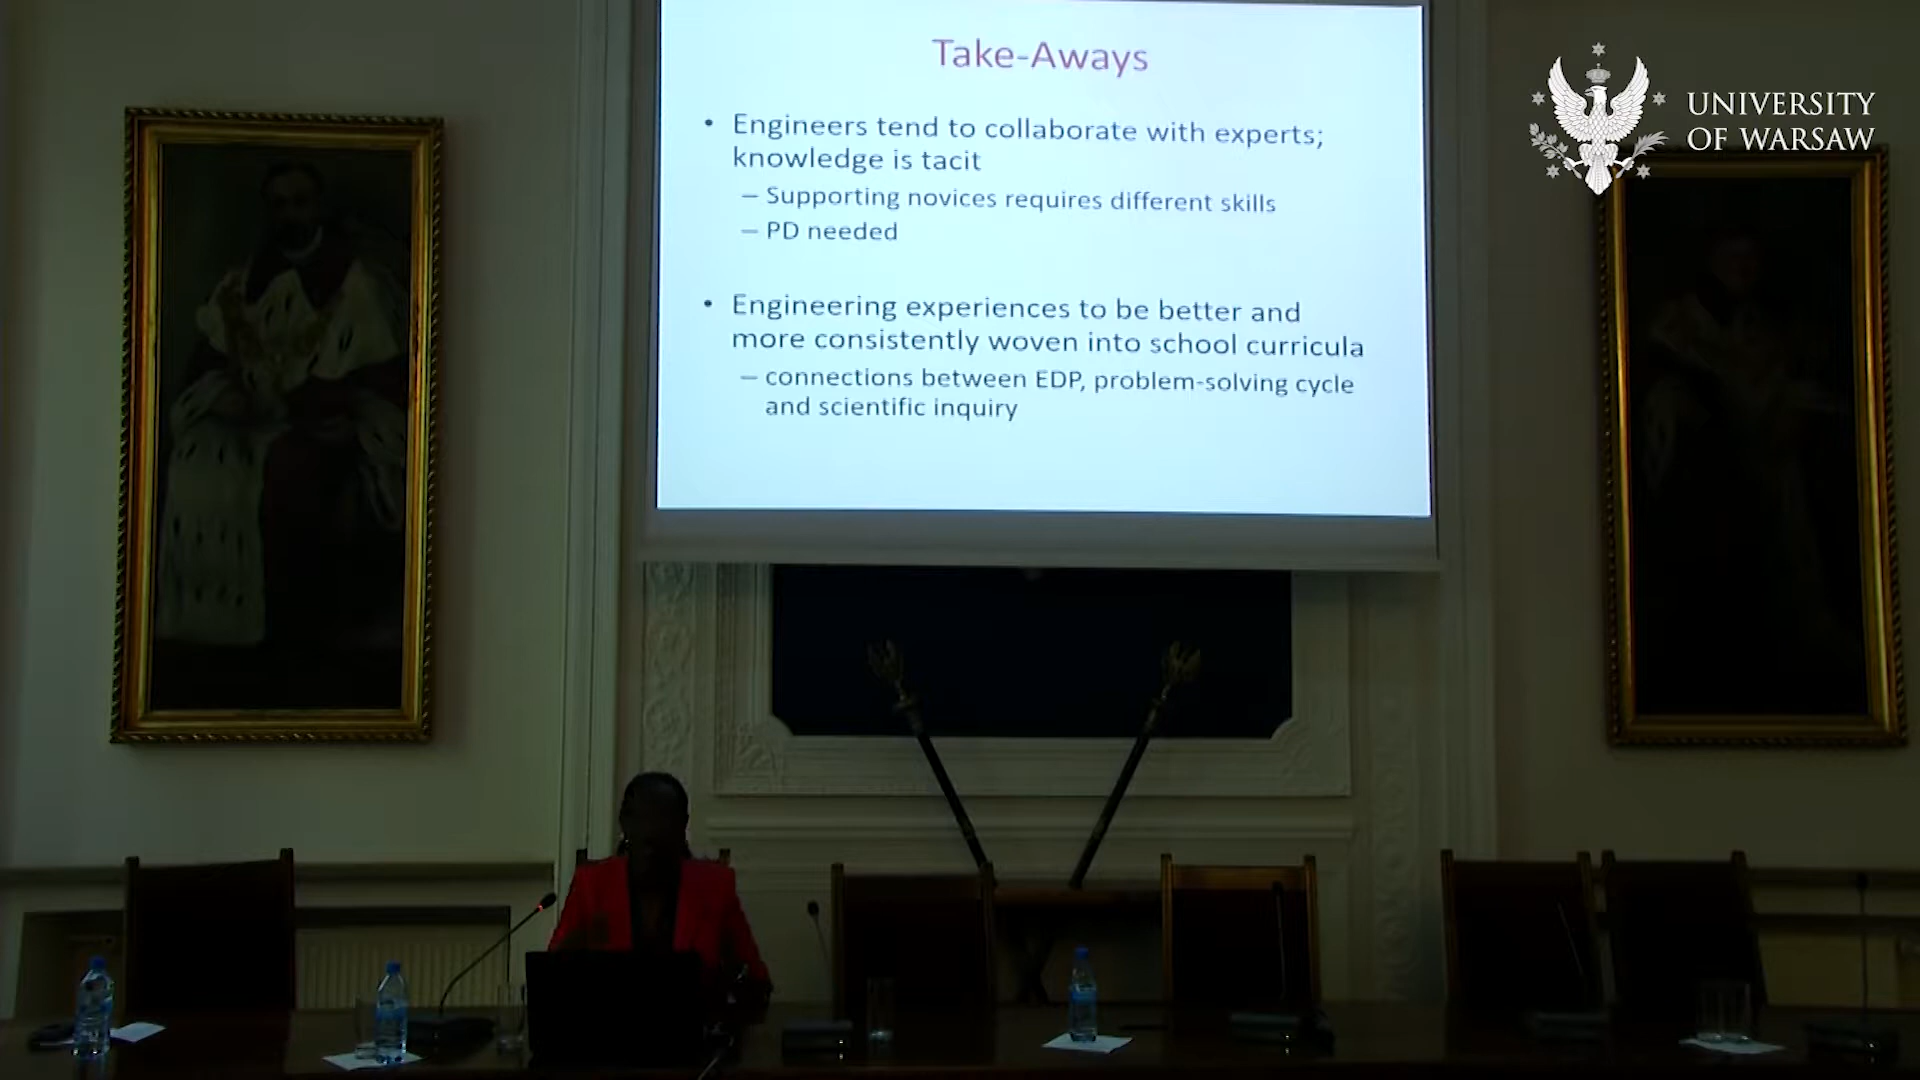 Take-Aways
• Engineers tend to collaborate with experts;
knowledge is tacit
– Supporting novices requires different skills
– PD needed
• Engineering experiences to be better and
more consistently woven into school curricula
– connections between EDP, problem-solving cycle
and scientific inquiry
UNIVERSITY
OF WARSAW